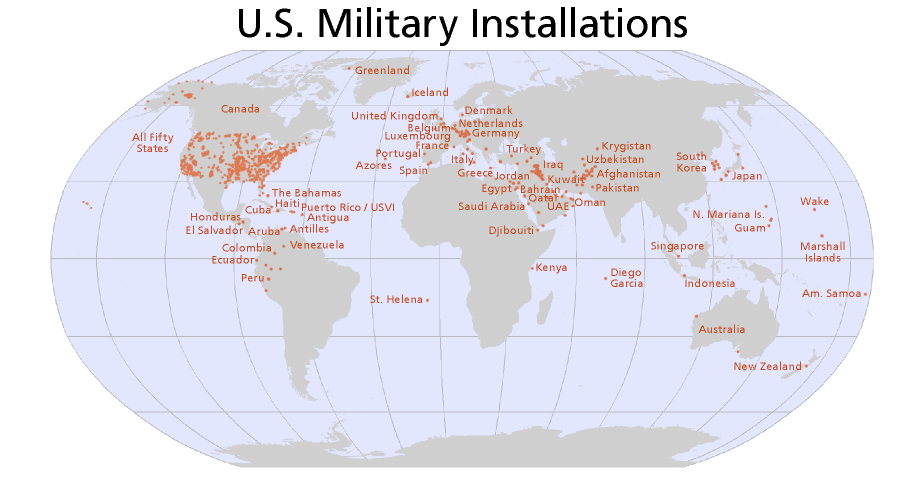 U.S. Military Installations
Greenland
Iceland
Canada
United Kingdom
Denmark
Belgium
Netherlands
All Fifty
States
Luxembourg
Germany
France
Turkey
Krygistan
Portugal
Azores
Spain
Italy
Iraq
Uzbekistan
South
Korea
Greece
Jordan
Kuwait
Afghanistan
Japan
Egypt
Bahrain
Pakistan
The Bahamas
Haiti
Qatar
Saudi Arabia
UAE
Oman
Wake
Cuba
Puerto Rico / USVI
Honduras
Antigua
N. Mariana Is.
El Salvador
Aruba
Antilles
Djibouiti
Guam
Colombia
Venezuela
Singapore
Marshall
Islands
Ecuador
Kenya
Peru
Diego
Garcia
Indonesia
St. Helena
Am. Samoa
Australia
New Zealand